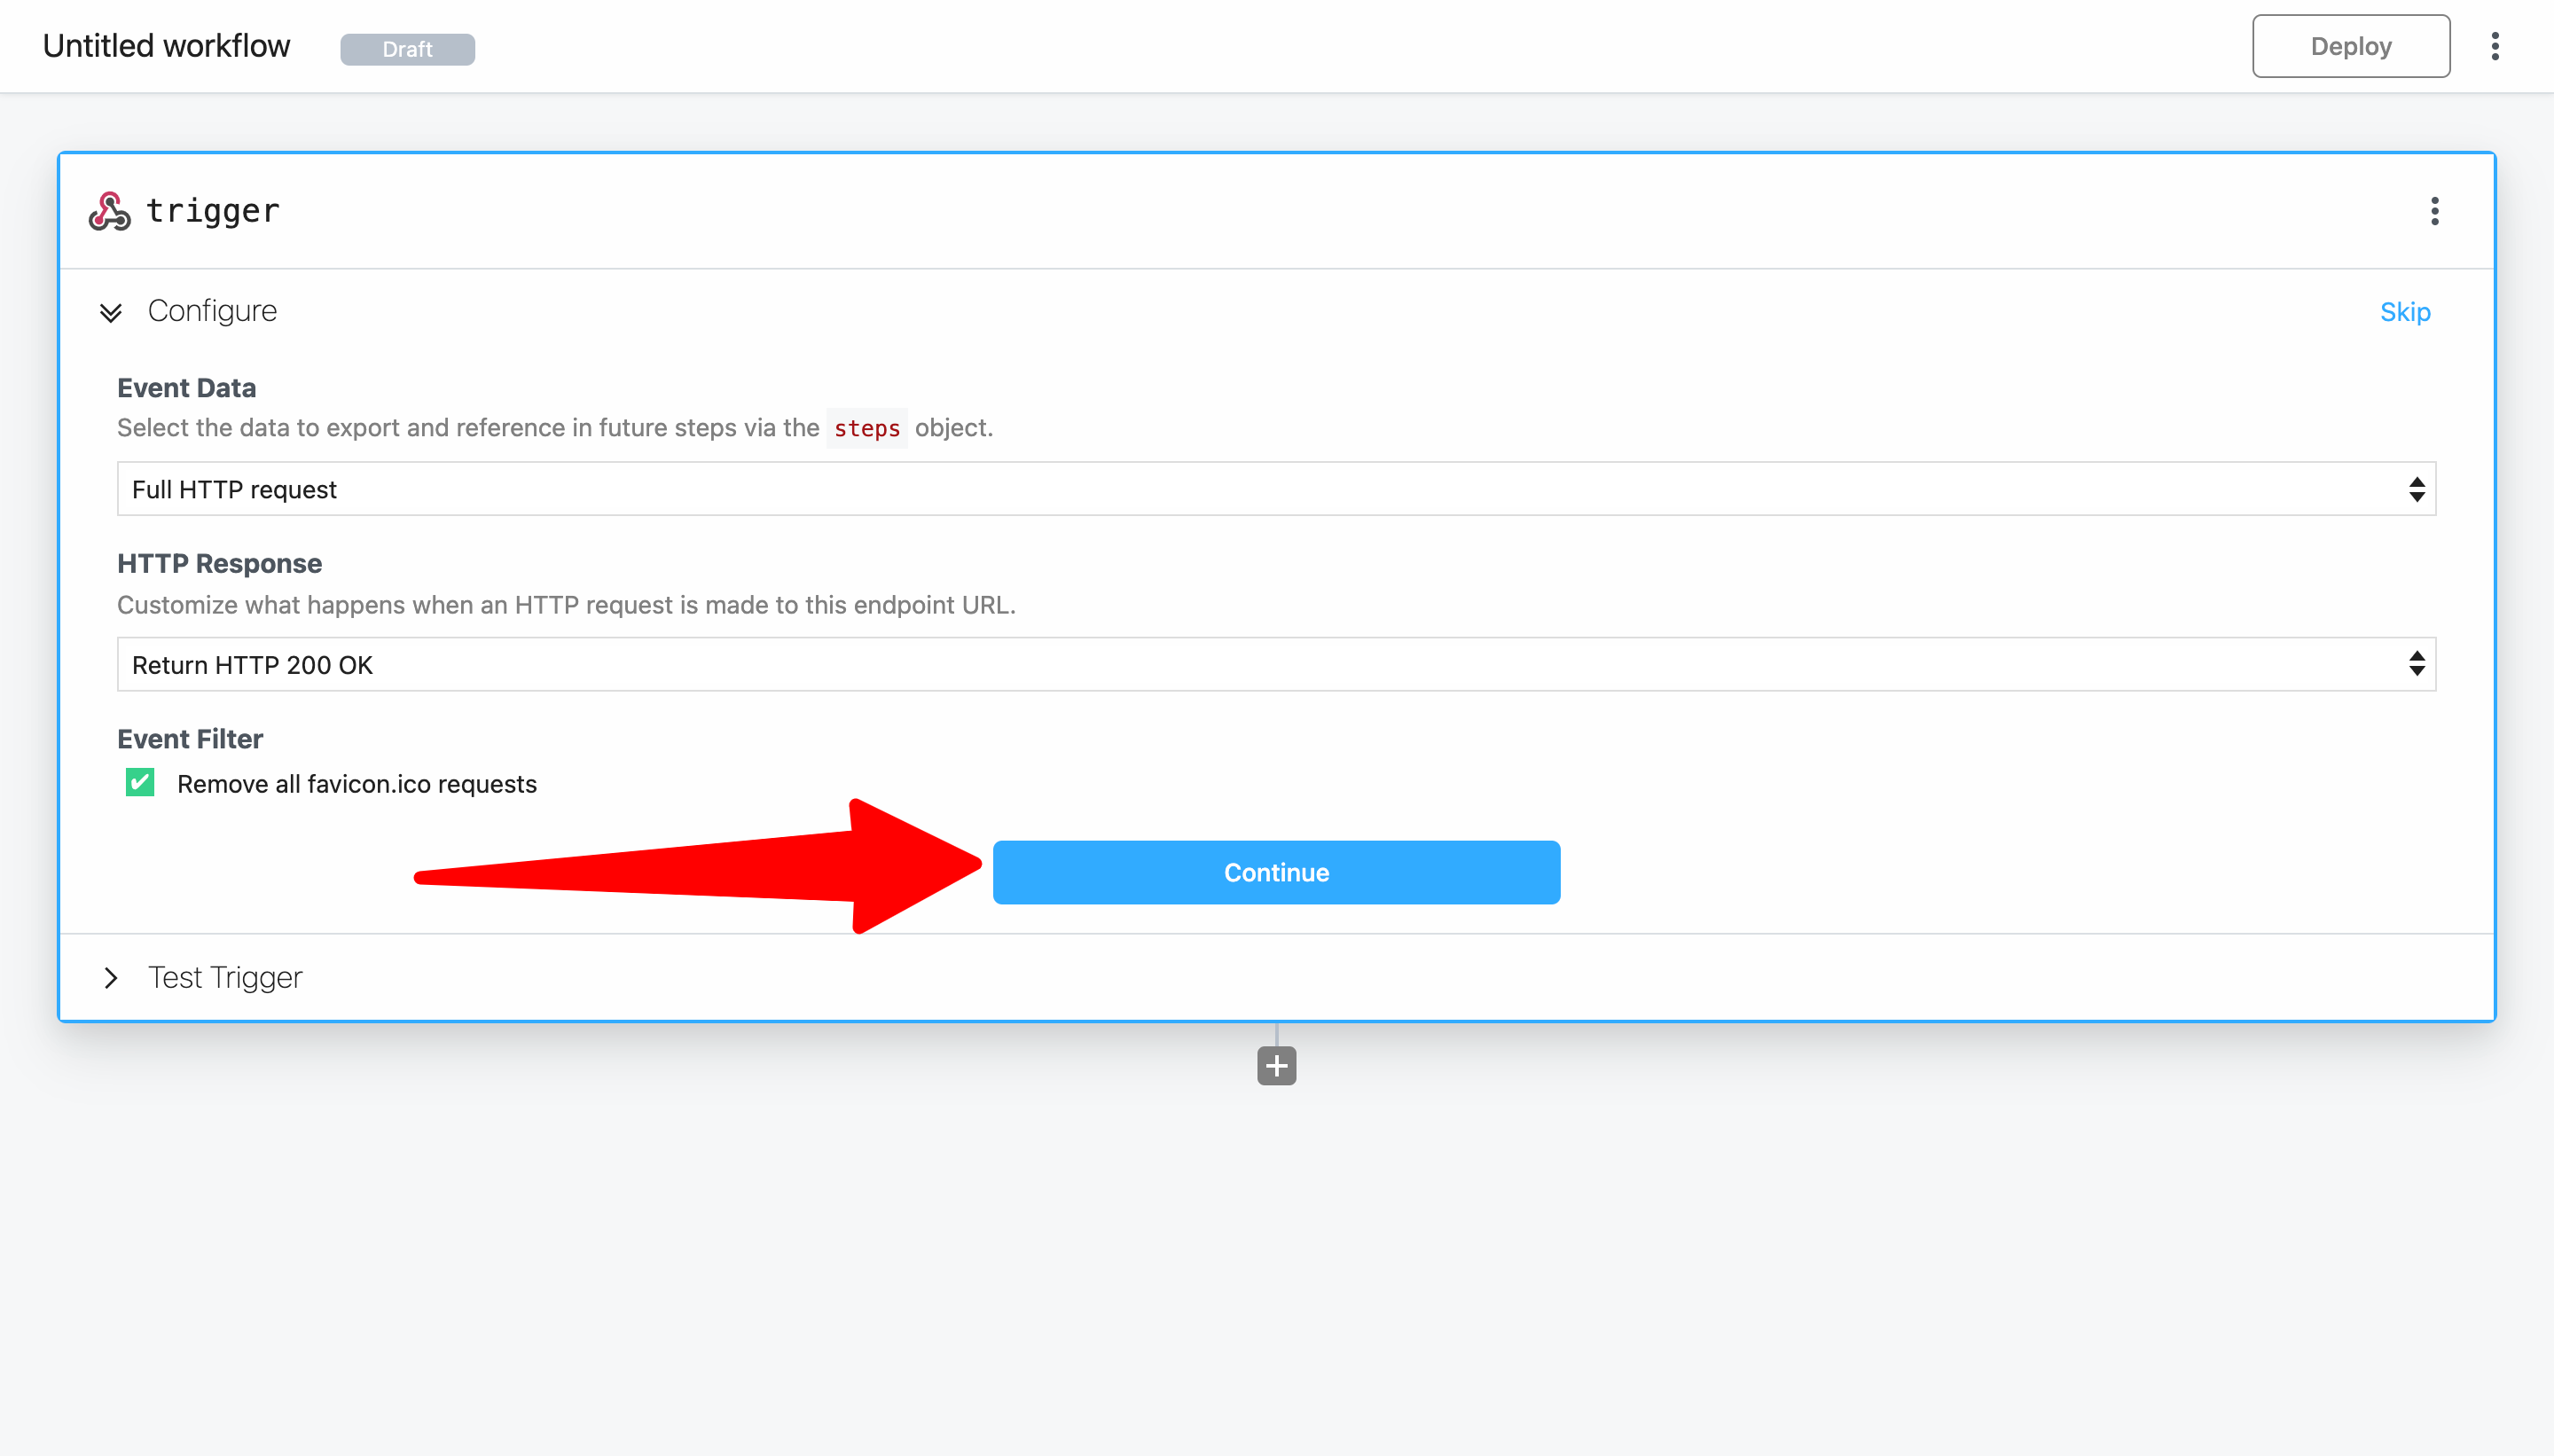 Untitled workflow
Draft
Deploy
trigger
Configure
Skip
Event Data
Select the data to export and reference in future steps via the steps object.
Full HTTP request
HTTP Response
Customize what happens when an HTTP request is made to this endpoint URL.
Return HTTP 200 OK
Event Filter
Remove all favicon.ico requests
Continue
Test Trigger